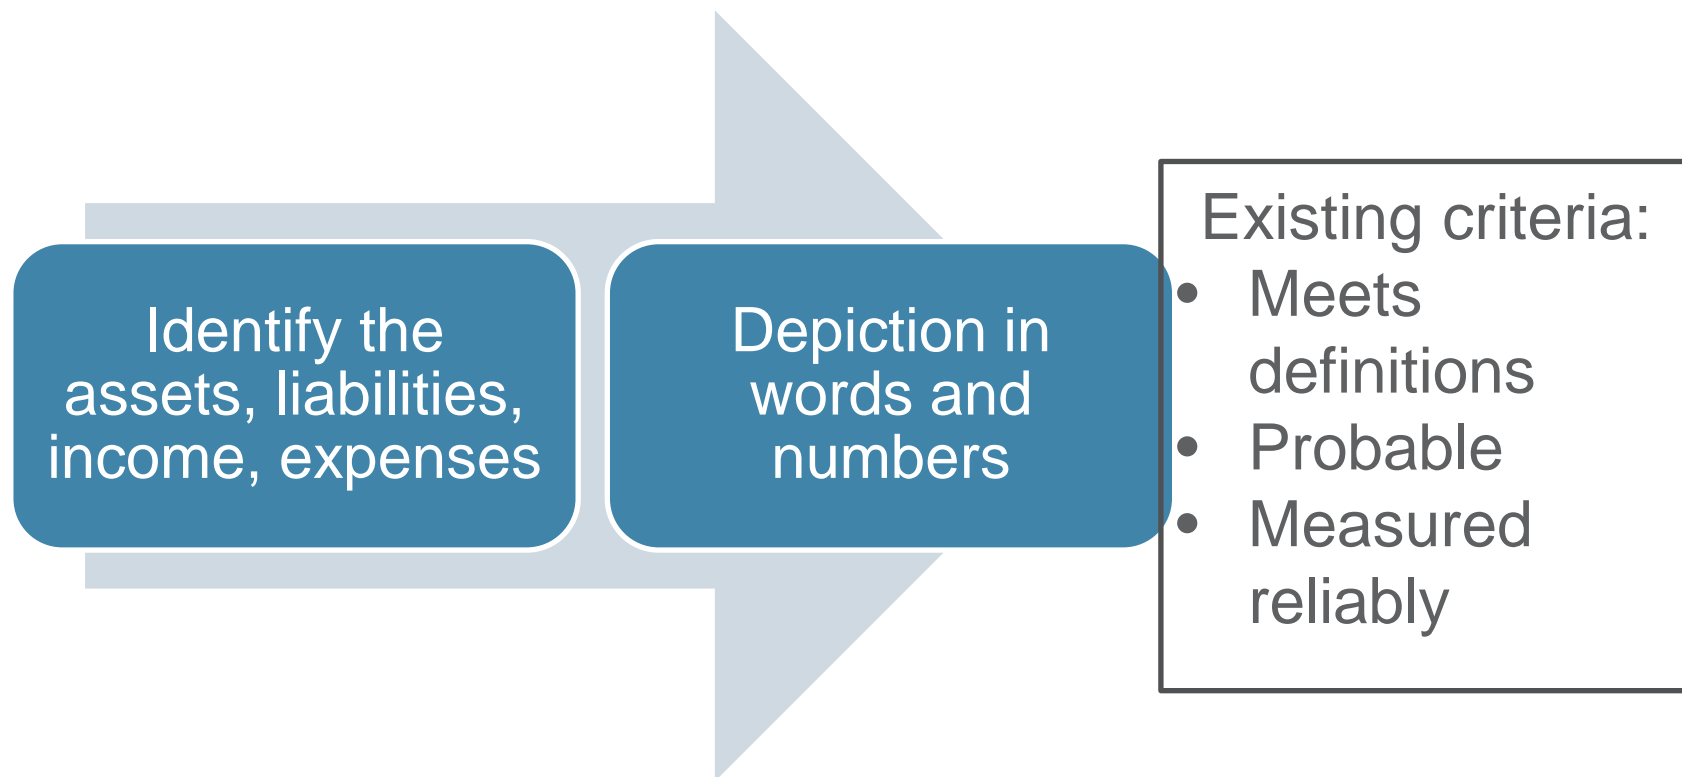 Identify the
assets, liabilities,
income, expenses
Depiction in
words and
numbers
Existing criteria:
• Meets
definitions
• Probable
• Measured
reliably